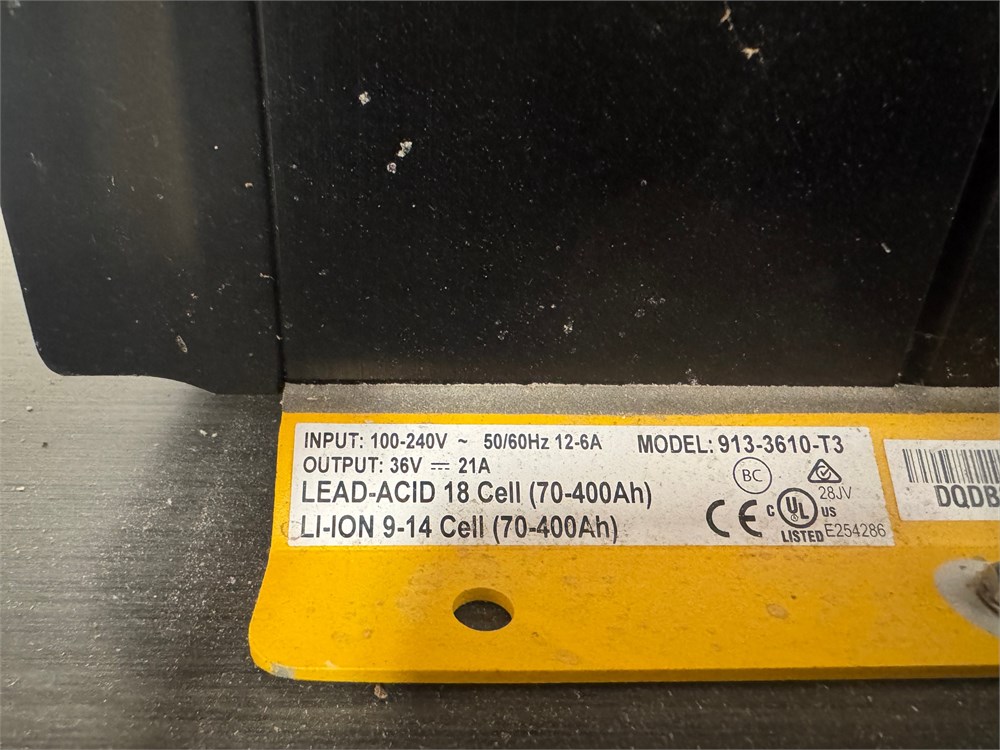 INPUT: 100-240V ~ 50/60Hz 12-6A
MODEL: 913-3610-T3
OUTPUT: 36V ⎓ 21A
LEAD-ACID 18 Cell (70-400Ah)
LI-ION 9-14 Cell (70-400Ah)
BC
28JV
CE
C UL US
LISTED E254286
DQDB